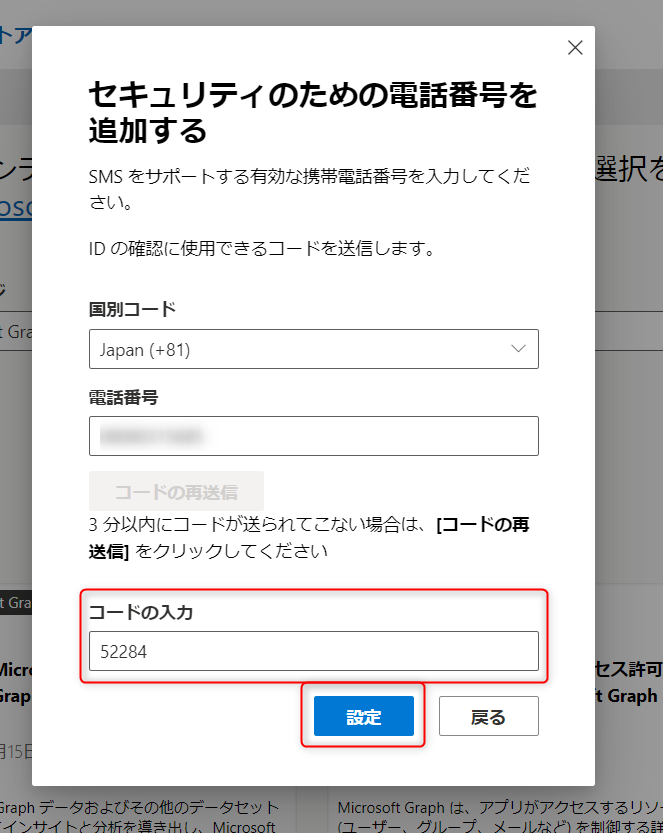 トア
セキュリティのための電話番号を
追加する
SMS をサポートする有効な携帯電話番号を入力してくだ
さい。
ID の確認に使用できるコードを送信します。
選択を
国別コード
t Gra
Japan (+81)
電話番号
コードの再送信
3 分以内にコードが送られてこない場合は、[コードの再
送信] をクリックしてください
t Gra
コードの入力
52284
Micro
セス許可
Grap
ft Graph
設定
戻る
月15日
Graph データおよびその他のデータセット
Microsoft Graph は、アプリがアクセスするリソー
インサイトと分析を導き出し、Microsoft
(ユーザー、グループ、メールなど) を制御する詳